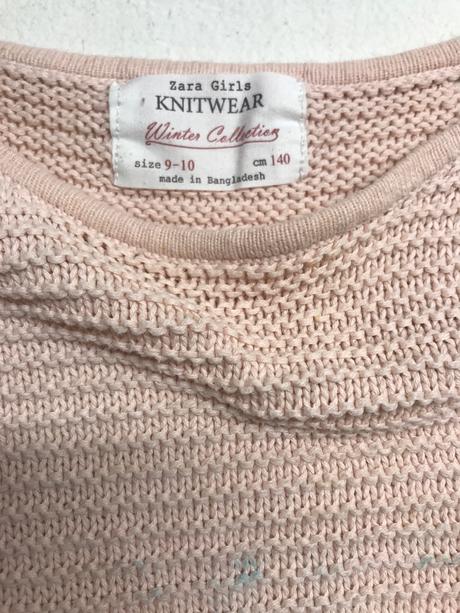 Zara Girls
KNITWEAR
Winter Collection
size 9-10 cm 140
made in Bangladesh